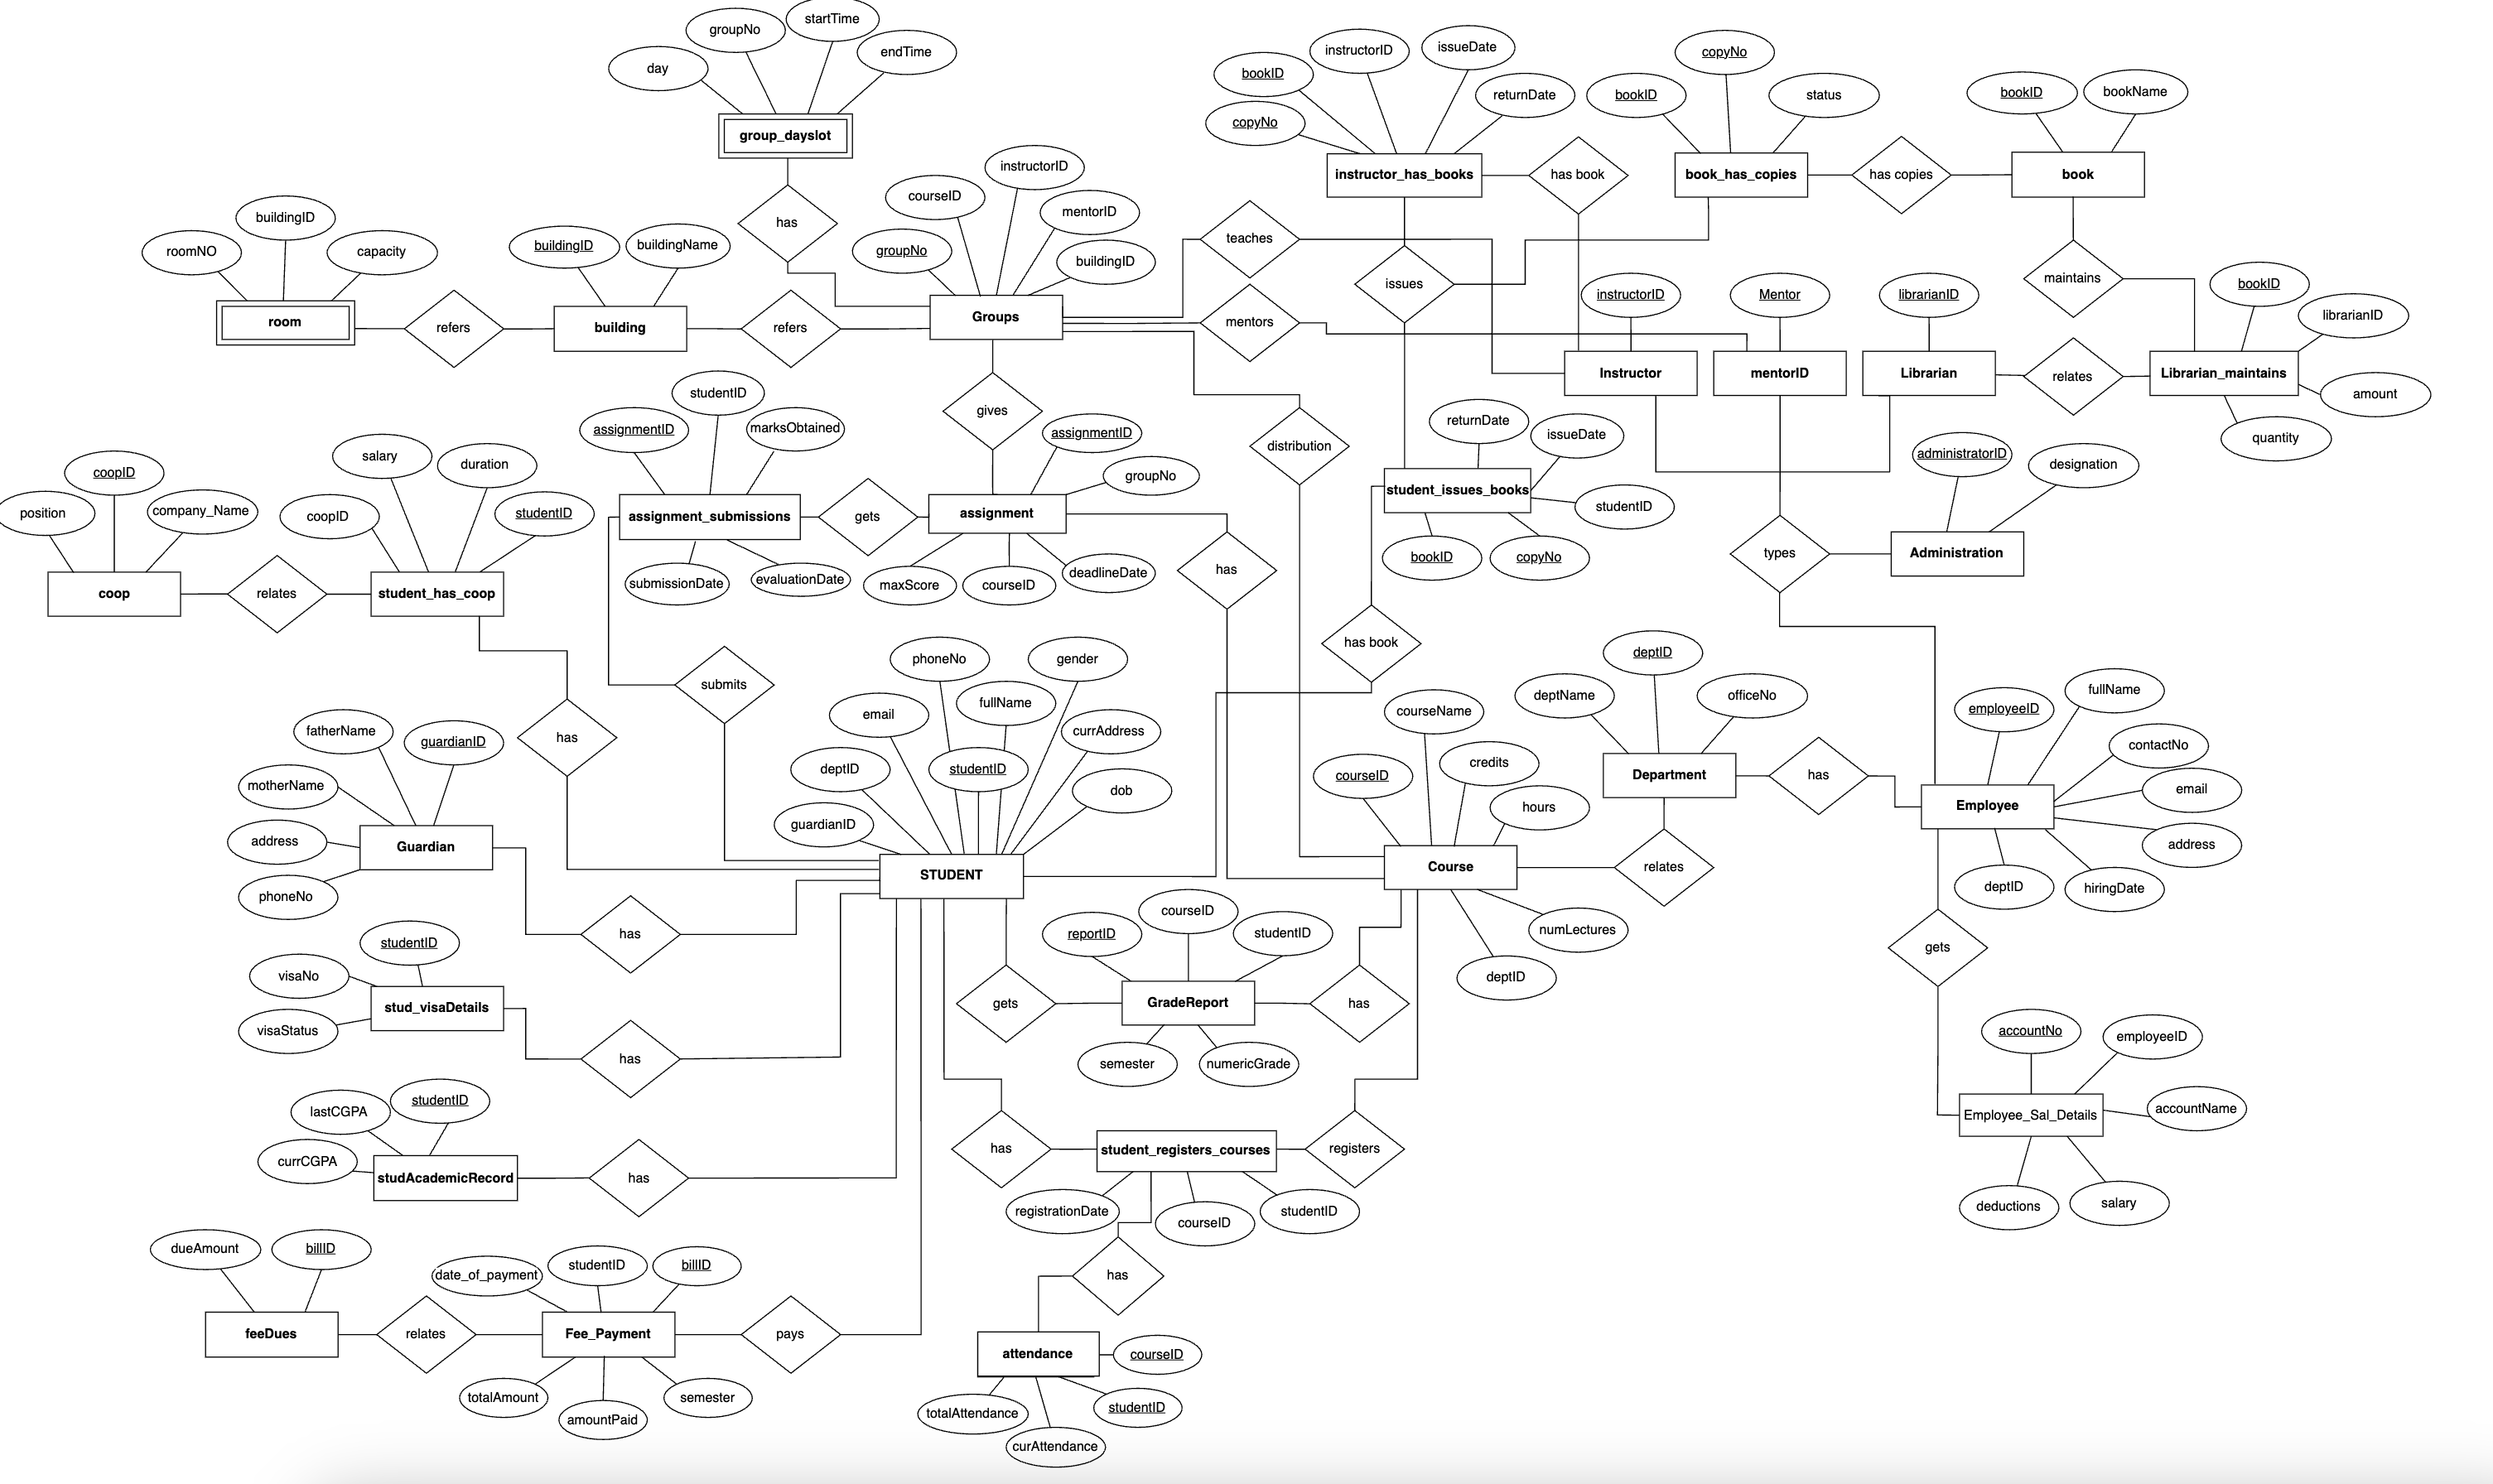 startTime
groupNo
endTime
day
group_dayslot
has
instructorID
courseID
mentorID
groupNo
buildingID
Groups
buildingID
roomNO
capacity
room
refers
buildingID
buildingName
building
refers
instructorID
issueDate
bookID
returnDate
copyNo
instructor_has_books
has book
copyNo
bookID
status
book_has_copies
has copies
bookID
bookName
book
teaches
issues
mentors
maintains
instructorID
Mentor
librarianID
bookID
librarianID
Instructor
mentorID
Librarian
relates
Librarian_maintains
amount
quantity
gives
distribution
studentID
assignmentID
marksObtained
assignment_submissions
submissionDate
evaluationDate
gets
assignmentID
groupNo
assignment
maxScore
courseID
deadlineDate
has
returnDate
issueDate
student_issues_books
studentID
bookID
copyNo
administratorID
designation
types
Administration
coopID
position
company_Name
coop
relates
salary
duration
coopID
studentID
student_has_coop
has
submits
has book
phoneNo
gender
fullName
email
currAddress
deptID
studentID
dob
guardianID
STUDENT
fatherName
guardianID
motherName
address
Guardian
phoneNo
has
courseName
courseID
credits
hours
Course
numLectures
deptID
deptID
deptName
officeNo
Department
has
relates
employeeID
fullName
contactNo
email
Employee
address
deptID
hiringDate
gets
studentID
visaNo
stud_visaDetails
visaStatus
has
courseID
reportID
studentID
gets
GradeReport
has
semester
numericGrade
accountNo
employeeID
accountName
Employee_Sal_Details
deductions
salary
lastCGPA
studentID
currCGPA
studAcademicRecord
has
has
student_registers_courses
registers
registrationDate
courseID
studentID
has
dueAmount
billID
feeDues
relates
date_of_payment
studentID
billID
Fee_Payment
pays
totalAmount
amountPaid
semester
attendance
courseID
totalAttendance
studentID
curAttendance